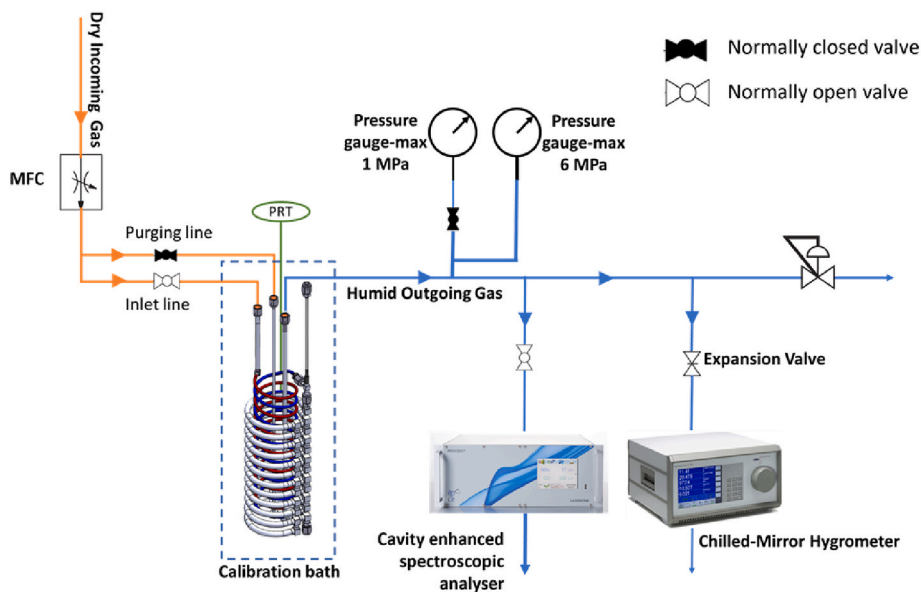 Dry Incoming Gas
Normally closed valve
Normally open valve
Pressure
gauge-max
1 MPa
Pressure
gauge-max
6 MPa
MFC
PRT
Purging line
Inlet line
Humid Outgoing Gas
Expansion Valve
Cavity enhanced
spectroscopic
analyser
Chilled-Mirror Hygrometer
Calibration bath